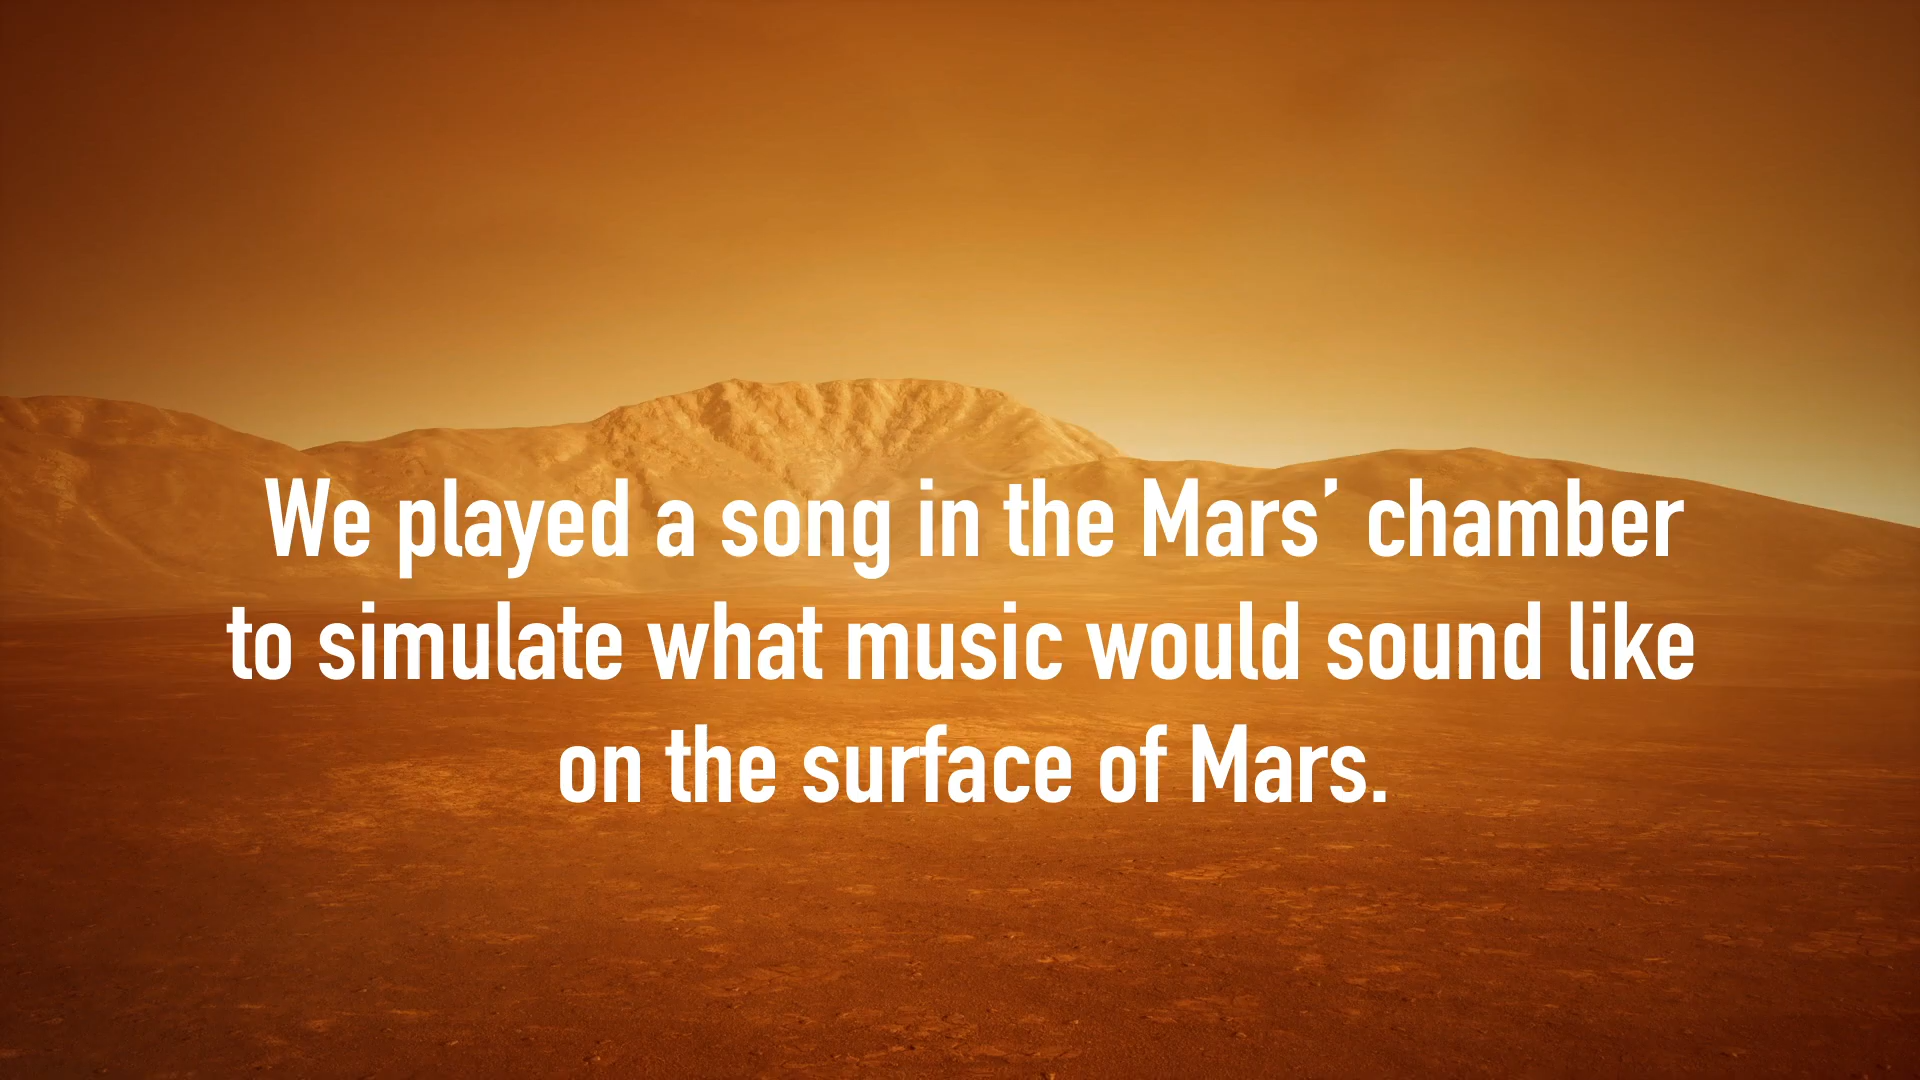 We played a song in the Mars’ chamber
to simulate what music would sound like
on the surface of Mars.